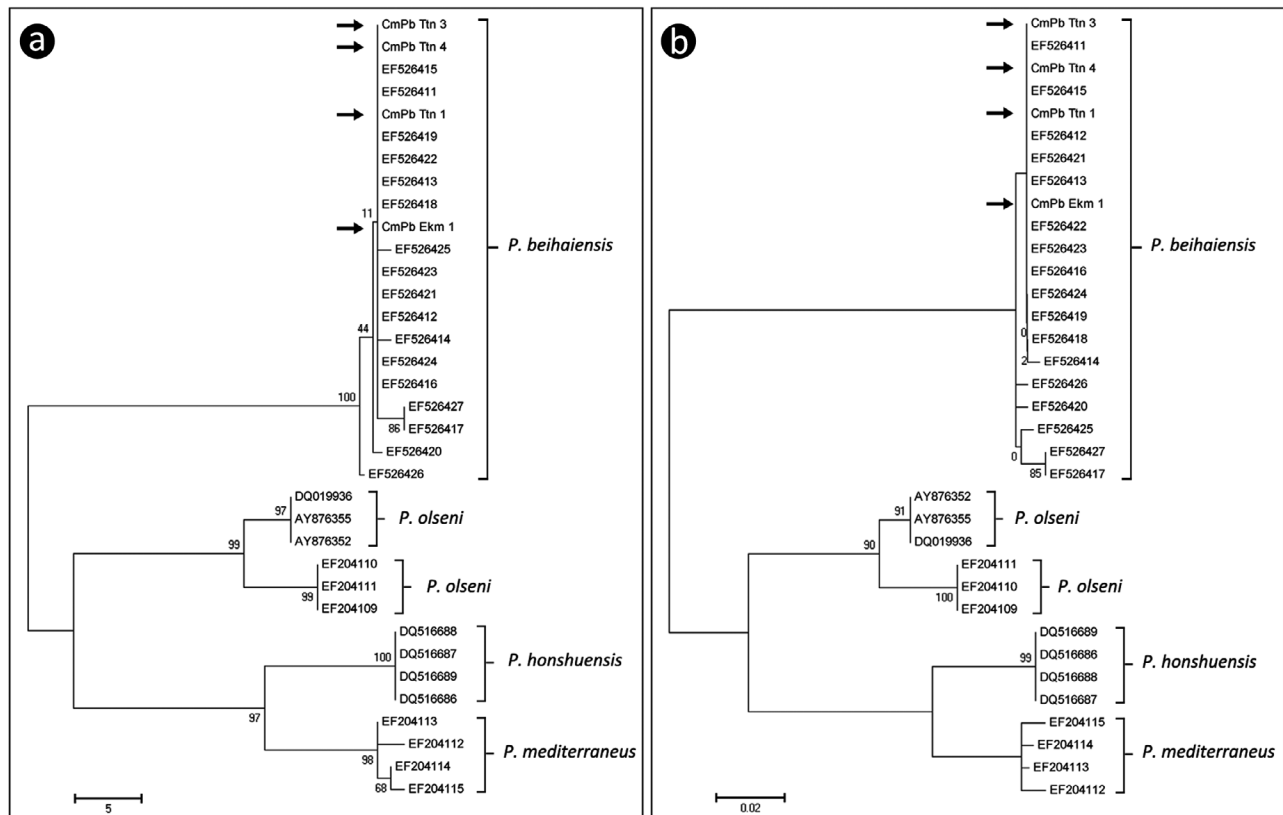 a
CmPb Ttn 3
CmPb Ttn 4
EF526415
EF526411
CmPb Ttn 1
EF526419
EF526422
EF526413
EF526418
11
CmPb Ekm 1
EF526425
EF526423
EF526421
EF526412
44
EF526414
EF526424
EF526416
100
EF526427
86
EF526417
EF526420
EF526426
P. beihaiensis
DQ019936
97
AY876355
AY876352
P. olseni
99
EF204110
EF204111
99
EF204109
P. olseni
DQ516688
100
DQ516687
DQ516689
DQ516686
P. honshuensis
97
EF204113
EF204112
98
EF204114
68
EF204115
P. mediterraneus
5
b
CmPb Ttn 3
EF526411
CmPb Ttn 4
EF526415
CmPb Ttn 1
EF526412
EF526421
EF526413
CmPb Ekm 1
EF526422
EF526423
EF526416
EF526424
EF526419
0
EF526418
2
EF526414
EF526426
EF526420
EF526425
0
EF526427
85
EF526417
P. beihaiensis
AY876352
91
AY876355
DQ019936
P. olseni
90
EF204111
EF204110
100
EF204109
P. olseni
DQ516689
99
DQ516686
DQ516688
DQ516687
P. honshuensis
EF204115
EF204114
EF204113
EF204112
P. mediterraneus
0.02